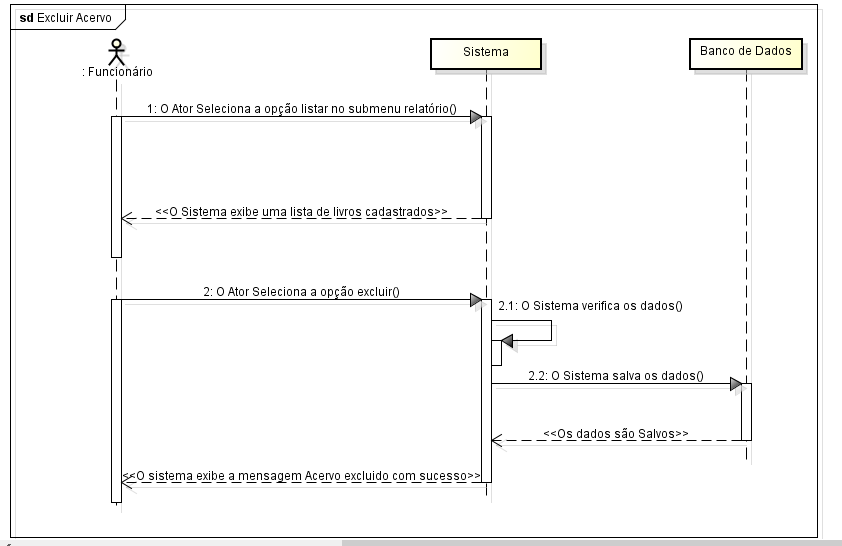 sd Excluir Acervo
: Funcionário
Sistema
Banco de Dados
1: O Ator Seleciona a opção listar no submenu relatório()
<<O Sistema exibe uma lista de livros cadastrados>>
2: O Ator Seleciona a opção excluir()
2.1: O Sistema verifica os dados()
2.2: O Sistema salva os dados()
<<Os dados são Salvos>>
<<O sistema exibe a mensagem Acervo excluido com sucesso>>